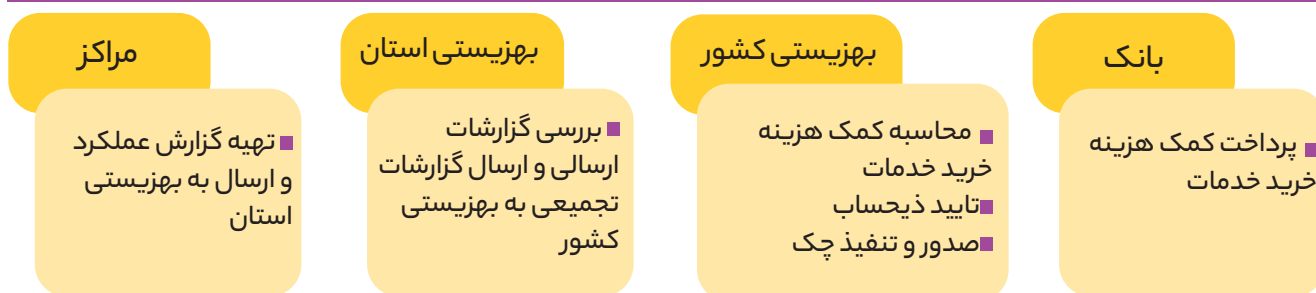 مراکز
■ تهیه گزارش عملکرد
و ارسال به بهزیستی
استان
بهزیستی استان
■ بررسی گزارشات
ارسالی و ارسال گزارشات
تجمیعی به بهزیستی
کشور
بهزیستی کشور
■ محاسبه کمک هزینه
خرید خدمات
■تایید ذیحساب
■صدور و تنفیذ چک
بانک
■ پرداخت کمک هزینه
خرید خدمات